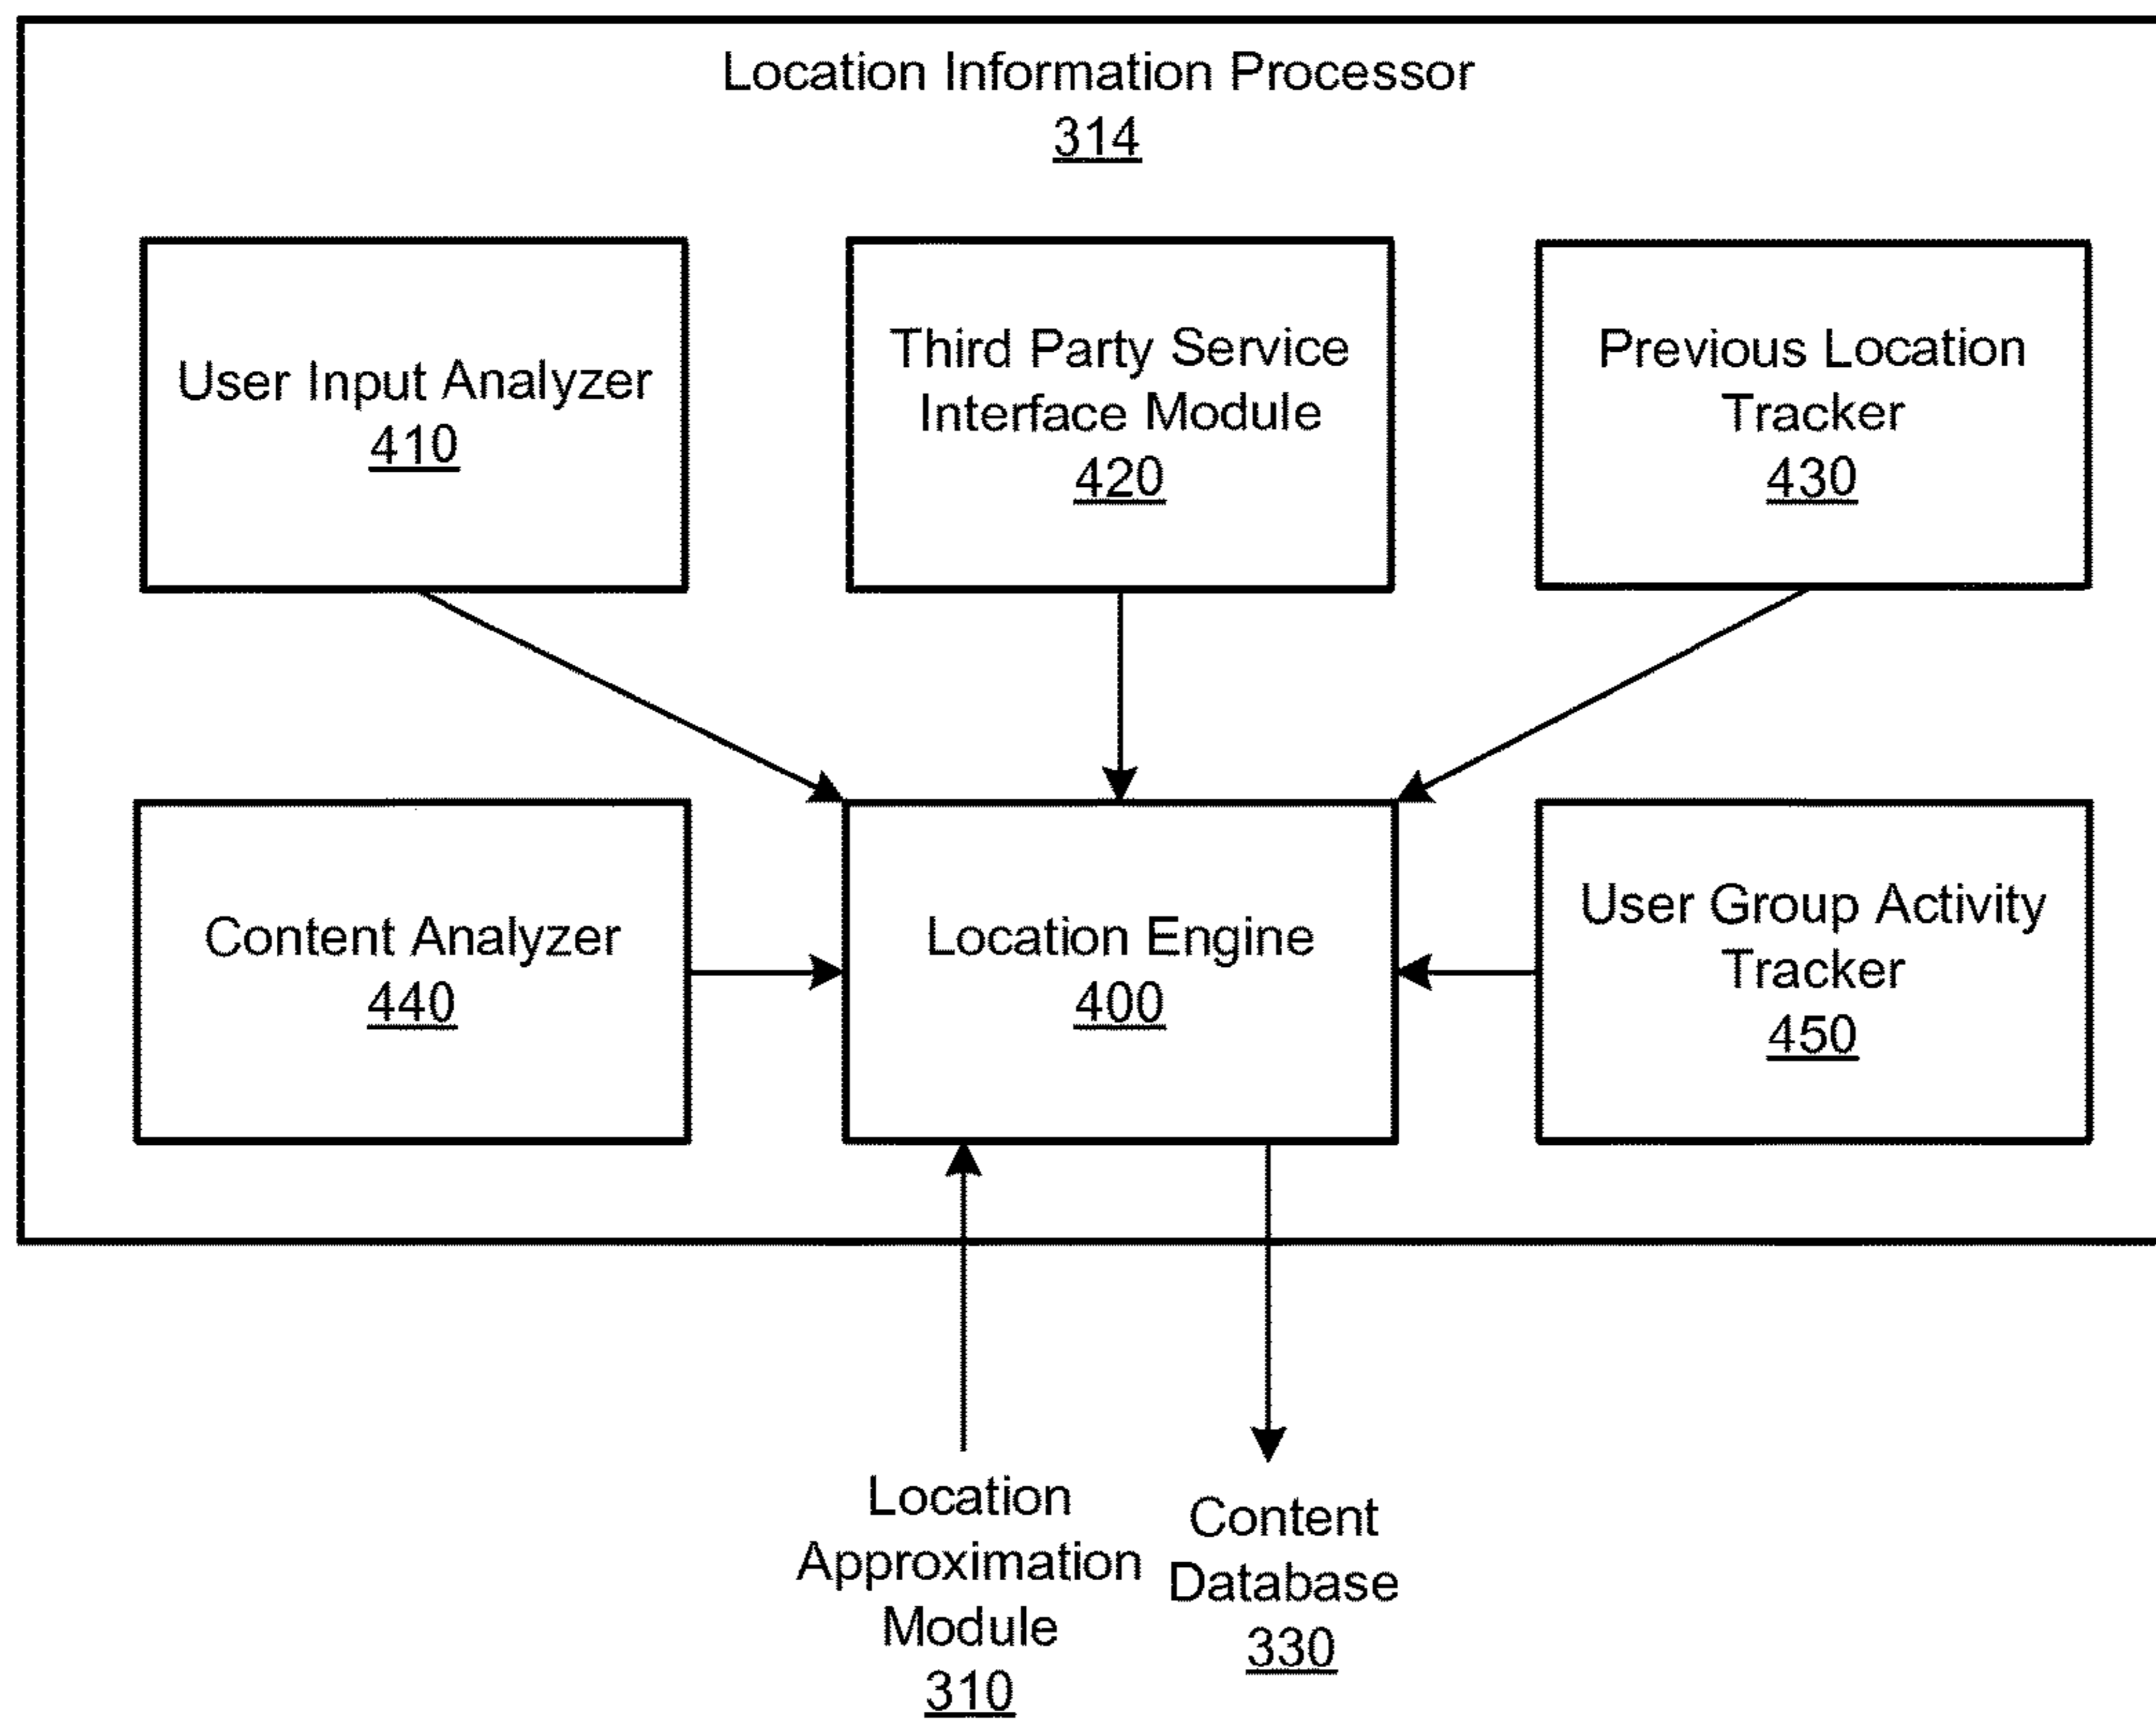 Location Information Processor
314
User Input Analyzer
410
Third Party Service
Interface Module
420
Previous Location
Tracker
430
Content Analyzer
440
Location Engine
400
User Group Activity
Tracker
450
Location
Approximation
Module
310
Content
Database
330